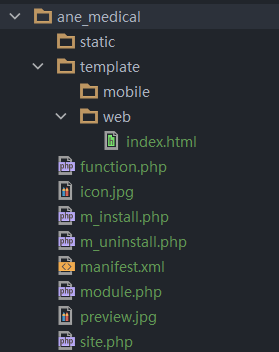 ane_medical
static
template
mobile
web
index.html
function.php
icon.jpg
m_install.php
m_uninstall.php
manifest.xml
module.php
preview.jpg
site.php